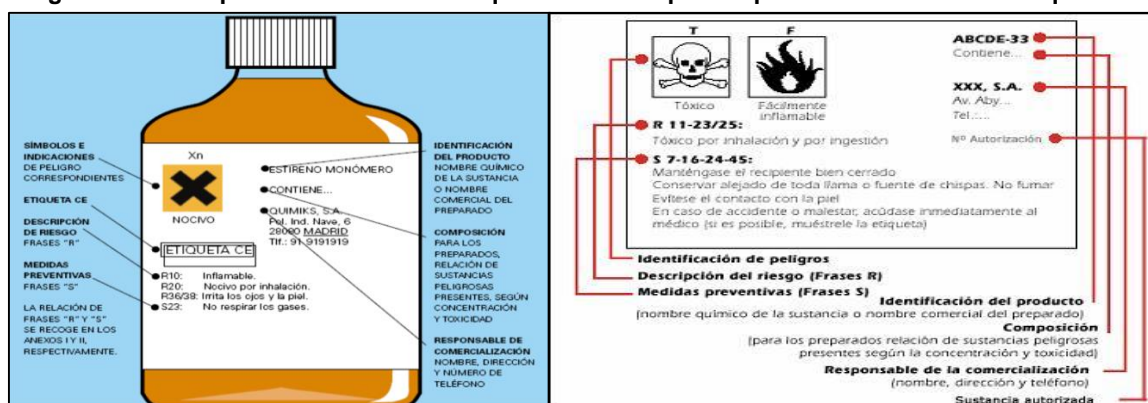 SÍMBOLOS E
INDICACIONES
DE PELIGRO
CORRESPONDIENTES
ETIQUETA CE
DESCRIPCIÓN
DE RIESGO
FRASES "R"
MEDIDAS
PREVENTIVAS
FRASES "S"
LA RELACIÓN DE
FRASES "R" Y "S"
SE RECOGE EN LOS
ANEXOS I Y II,
RESPECTIVAMENTE.
Xn
NOCIVO
ESTIRENO MONÓMERO
CONTIENE...
QUIMIKS, S.A.
Pol. Ind. Nave, 6
28080 MADRID
Tlf.: 91 9191919
ETIQUETA CE
R10: Inflamable.
R20: Nocivo por inhalación.
R36/38: Irrita los ojos y la piel.
S23: No respirar los gases.
IDENTIFICACIÓN
DEL PRODUCTO
NOMBRE QUÍMICO
DE LA SUSTANCIA
O NOMBRE
COMERCIAL DEL
PREPARADO
COMPOSICIÓN
PARA LOS
PREPARADOS,
RELACIÓN DE
SUSTANCIAS
PELIGROSAS
PRESENTES, SEGÚN
CONCENTRACIÓN
Y TOXICIDAD
RESPONSABLE DE
COMERCIALIZACIÓN
NOMBRE, DIRECCIÓN
Y NÚMERO DE
TELÉFONO
T
F
Tóxico
Fácilmente
inflamable
ABCDE-33
Contiene...
XXX, S.A.
Av. Aby...
Tel.:...
Nº Autorización
R 11-23/25:
Tóxico por inhalación y por ingestión
S 7-16-24-45:
Manténgase el recipiente bien cerrado
Conservar alejado de toda llama o fuente de chispas. No fumar
Evítese el contacto con la piel
En caso de accidente o malestar, acúdase inmediatamente al
médico (si es posible, muéstrele la etiqueta)
Identificación de peligros
Descripción del riesgo (Frases R)
Medidas preventivas (Frases S)
Identificación del producto
(nombre químico de la sustancia o nombre comercial del preparado)
Composición
(para los preparados relación de sustancias peligrosas
presentes según la concentración y toxicidad)
Responsable de la comercialización
(nombre, dirección y teléfono)
Sustancia autorizada